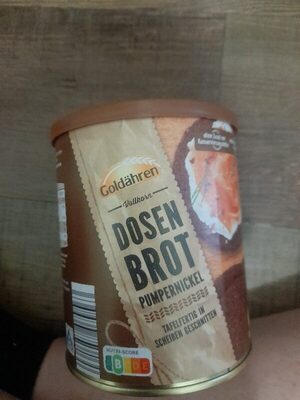 Goldähren
Vollkorn
DOSEN
BROT
PUMPERNICKEL
TAFELFERTIG IN
SCHEIBEN GESCHNITTEN
NUTRI-SCORE
B D E